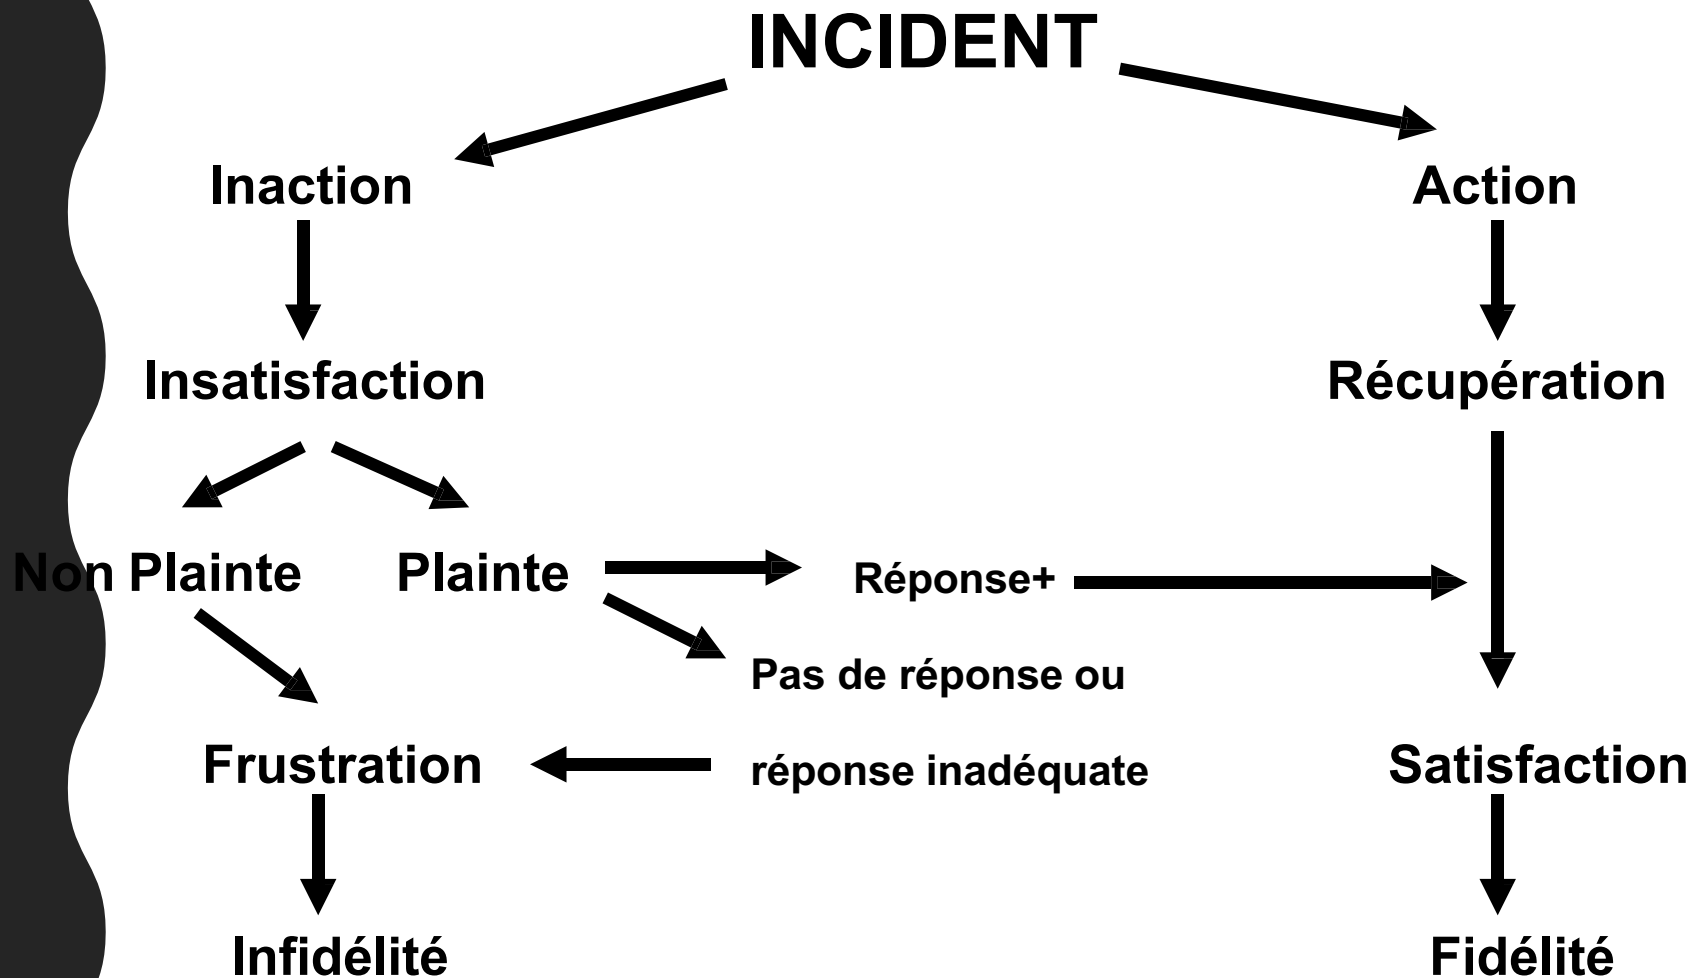 INCIDENT
Inaction
Action
Insatisfaction
Récupération
Non Plainte
Plainte
Réponse+
Pas de réponse ou
réponse inadéquate
Frustration
Satisfaction
Infidélité
Fidélité